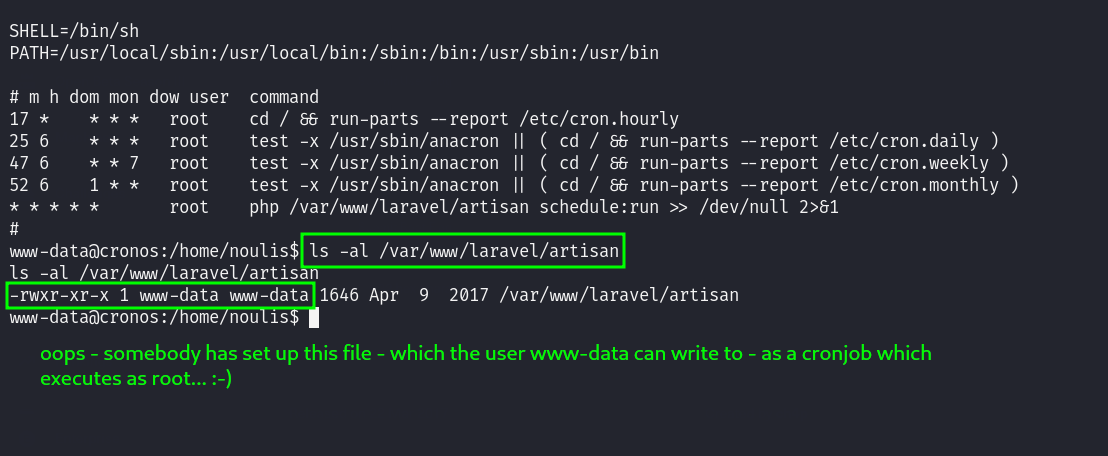 SHELL=/bin/sh
PATH=/usr/local/sbin:/usr/local/bin:/sbin:/bin:/usr/sbin:/usr/bin
# m h dom mon dow user  command
17 *    * * *   root    cd / && run-parts --report /etc/cron.hourly
25 6    * * *   root    test -x /usr/sbin/anacron || ( cd / && run-parts --report /etc/cron.daily )
47 6    * * 7   root    test -x /usr/sbin/anacron || ( cd / && run-parts --report /etc/cron.weekly )
52 6    1 * *   root    test -x /usr/sbin/anacron || ( cd / && run-parts --report /etc/cron.monthly )
* * * * *       root    php /var/www/laravel/artisan schedule:run >> /dev/null 2>&1
#
www-data@cronos:/home/noulis$ ls -al /var/www/laravel/artisan
ls -al /var/www/laravel/artisan
-rwxr-xr-x 1 www-data www-data 1646 Apr  9  2017 /var/www/laravel/artisan
www-data@cronos:/home/noulis$
oops - somebody has set up this file - which the user www-data can write to - as a cronjob which
executes as root... :-)